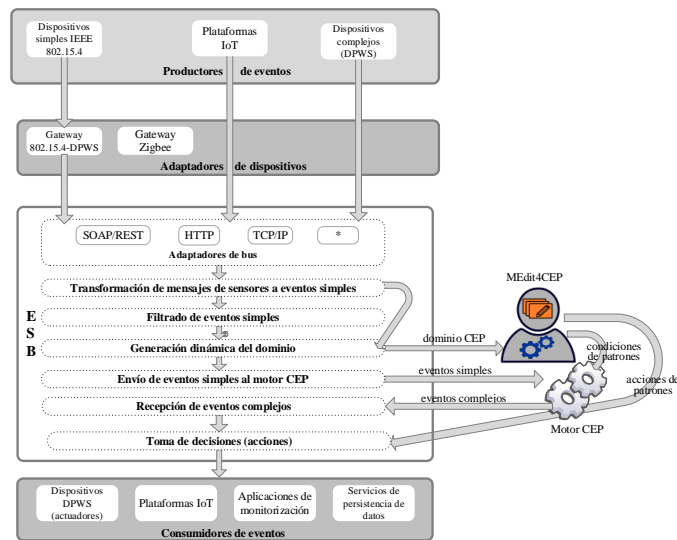 Dispositivos
simples IEEE
802.15.4
Plataformas
IoT
Dispositivos
complejos
(DPWS)
Productores de eventos
Gateway
802.15.4-DPWS
Gateway
Zigbee
Adaptadores de dispositivos
SOAP/REST
HTTP
TCP/IP
*
Adaptadores de bus
Transformación de mensajes de sensores a eventos simples
Filtrado de eventos simples
Generación dinámica del dominio
Envío de eventos simples al motor CEP
Recepción de eventos complejos
Toma de decisiones (acciones)
E
S
B
MEdit4CEP
dominio CEP
condiciones
de patrones
eventos simples
acciones de
patrones
eventos complejos
Motor CEP
Dispositivos
DPWS
(actuadores)
Plataformas IoT
Aplicaciones de
monitorización
Servicios de
persistencia de
datos
Consumidores de eventos